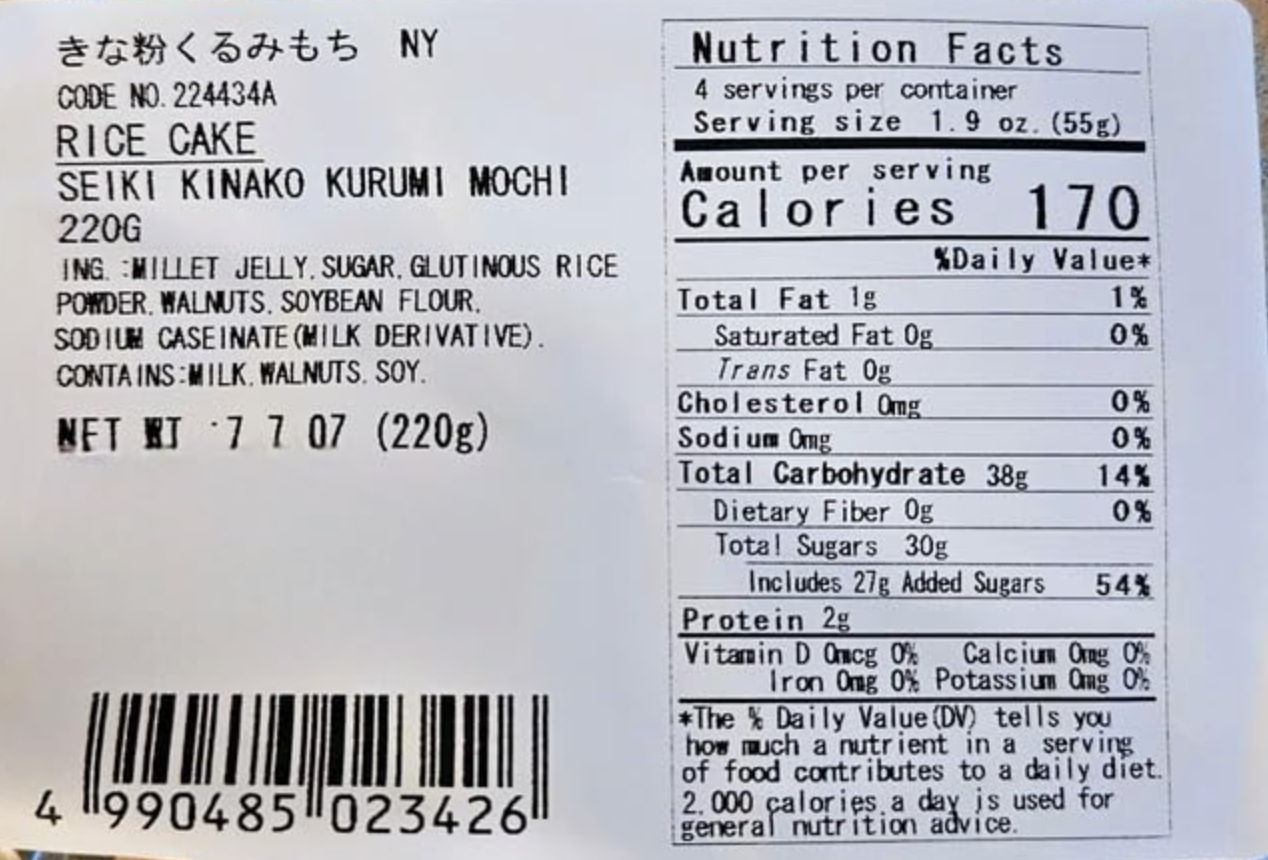 きな粉くるみもち NY
CODE NO. 224434A
RICE CAKE
SEIKI KINAKO KURUMI MOCHI
220G
ING. :MILLET JELLY, SUGAR, GLUTINOUS RICE
POWDER, WALNUTS, SOYBEAN FLOUR,
SODIUM CASEINATE(MILK DERIVATIVE).
CONTAINS:MILK, WALNUTS, SOY.
NET WT 7 7 07 (220g)
4 990485 023426
Nutrition Facts
4 servings per container
Serving size 1.9 oz. (55g)
Amount per serving
Calories 170
%Daily Value*
Total Fat 1g 1%
Saturated Fat 0g 0%
Trans Fat 0g
Cholesterol 0mg 0%
Sodium 0mg 0%
Total Carbohydrate 38g 14%
Dietary Fiber 0g 0%
Total Sugars 30g
Includes 27g Added Sugars 54%
Protein 2g
Vitamin D 0mcg 0% Calcium 0mg 0%
Iron 0mg 0% Potassium 0mg 0%
*The % Daily Value(DV) tells you
how much a nutrient in a serving
of food contributes to a daily diet.
2,000 calories a day is used for
general nutrition advice.